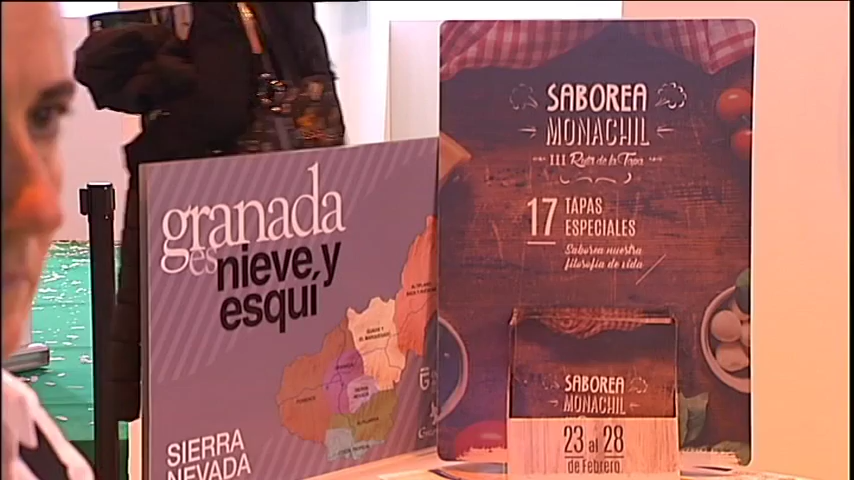 granada
es
nieve y
esquí
SIERRA
NEVADA
SABOREA
MONACHIL
III Ruta de la Tapa
17 TAPAS
ESPECIALES
Saborea nuestra
filosofía de vida
SABOREA
MONACHIL
23 al 28
de Febrero